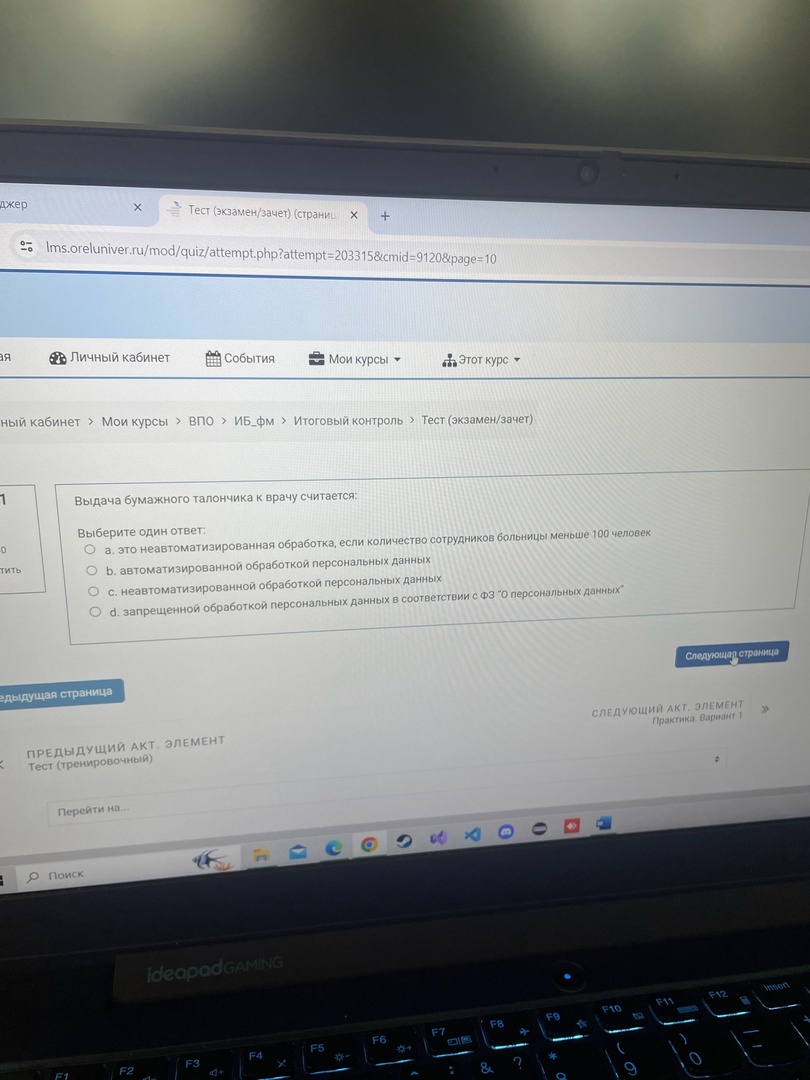 джер
Тест (экзамен/зачет) (страниц
lms.oreluniver.ru/mod/quiz/attempt.php?attempt=203315&cmid=9120&page=10
ая Личный кабинет События Мои курсы Этот курс
ный кабинет > Мои курсы > ВПО > ИБ_фм > Итоговый контроль > Тест (экзамен/зачет)
1
о
тить
Выдача бумажного талончика к врачу считается:
Выберите один ответ:
a. это неавтоматизированная обработка, если количество сотрудников больницы меньше 100 человек
b. автоматизированной обработкой персональных данных
c. неавтоматизированной обработкой персональных данных
d. запрещенной обработкой персональных данных в соответствии с ФЗ "О персональных данных"
Следующая страница
едыдущая страница
СЛЕДУЮЩИЙ АКТ. ЭЛЕМЕНТ
Практика. Вариант 1
ПРЕДЫДУЩИЙ АКТ. ЭЛЕМЕНТ
Тест (тренировочный)
Перейти на...
Поиск
ideapad GAMING
F1 F2 F3 F4 F5 F6 F7 F8 F9 F10 F11 F12 Insert
& ? * ( 9 ) 0